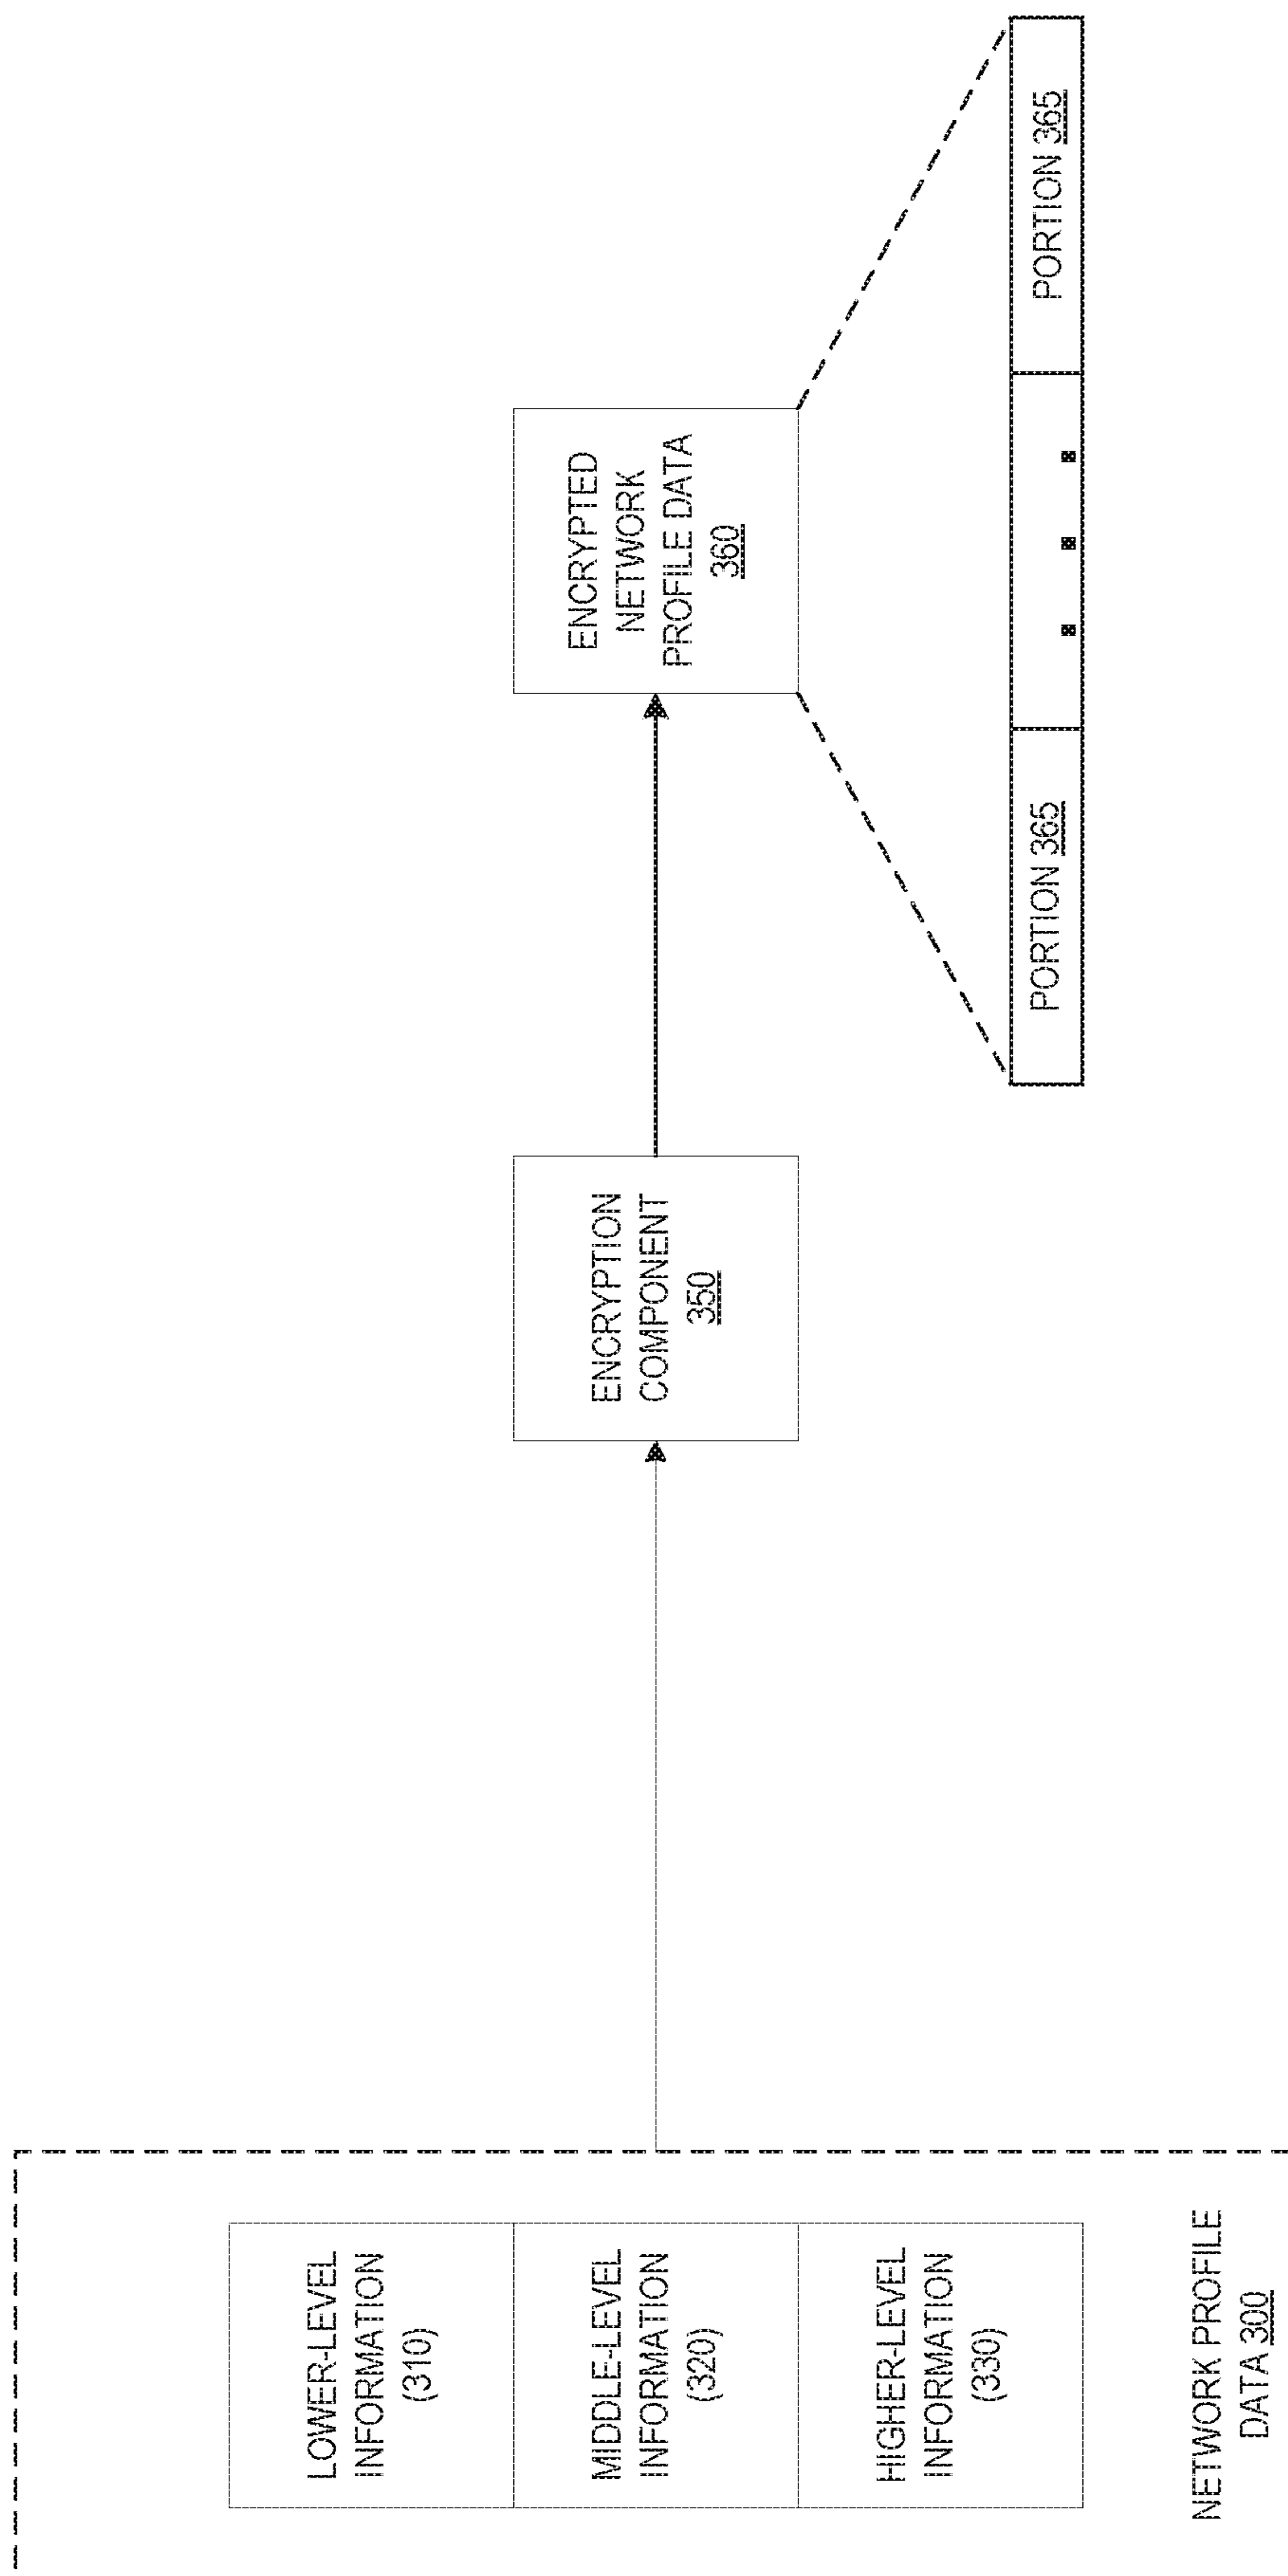 LOWER-LEVEL
INFORMATION
(310)
MIDDLE-LEVEL
INFORMATION
(320)
HIGHER-LEVEL
INFORMATION
(330)
NETWORK PROFILE
DATA 300
ENCRYPTION
COMPONENT
350
ENCRYPTED
NETWORK
PROFILE DATA
360
PORTION 365
PORTION 365